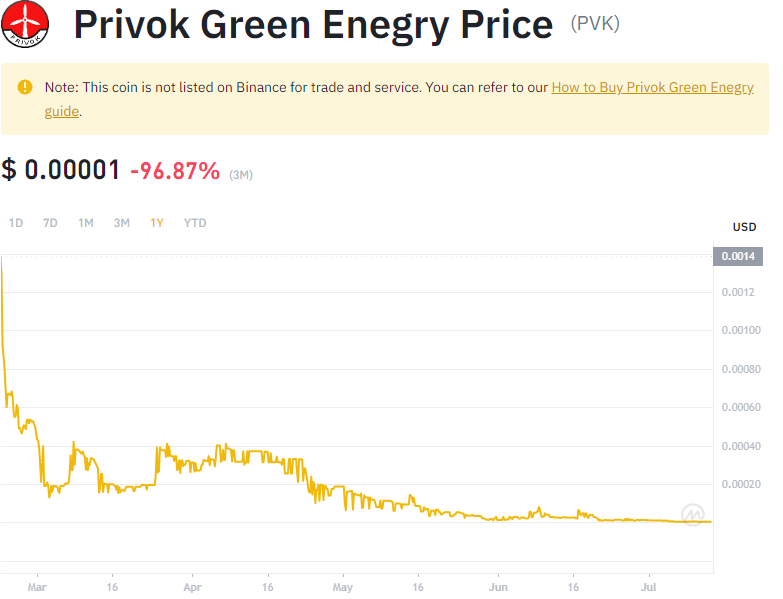 Privok Green Enegry Price (PVK)
PRIVOK
Note: This coin is not listed on Binance for trade and service. You can refer to our How to Buy Privok Green Enegry
guide.
$ 0.00001 -96.87% (3M)
1D 7D 1M 3M 1Y YTD
USD
0.0014
0.0012
0.00100
0.00080
0.00060
0.00040
0.00020
Mar 16 Apr 16 May 16 Jun 16 Jul